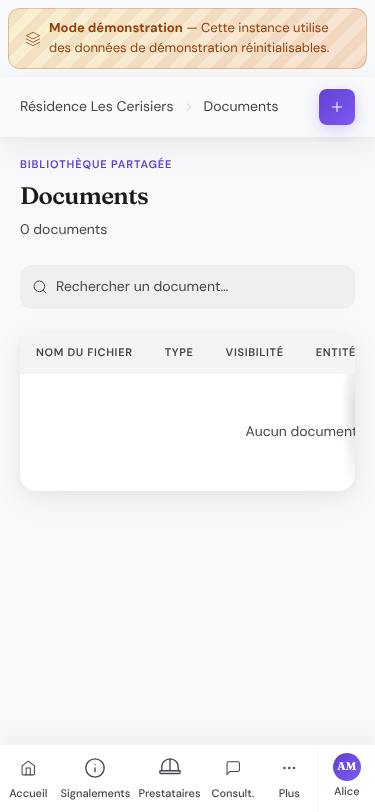 Mode démonstration — Cette instance utilise
des données de démonstration réinitialisables.
Résidence Les Cerisiers
Documents
BIBLIOTHÈQUE PARTAGÉE
Documents
0 documents
Rechercher un document...
NOM DU FICHIER TYPE VISIBILITÉ ENTITÉ
Aucun document
Accueil Signalements Prestataires Consult. Plus
AM
Alice